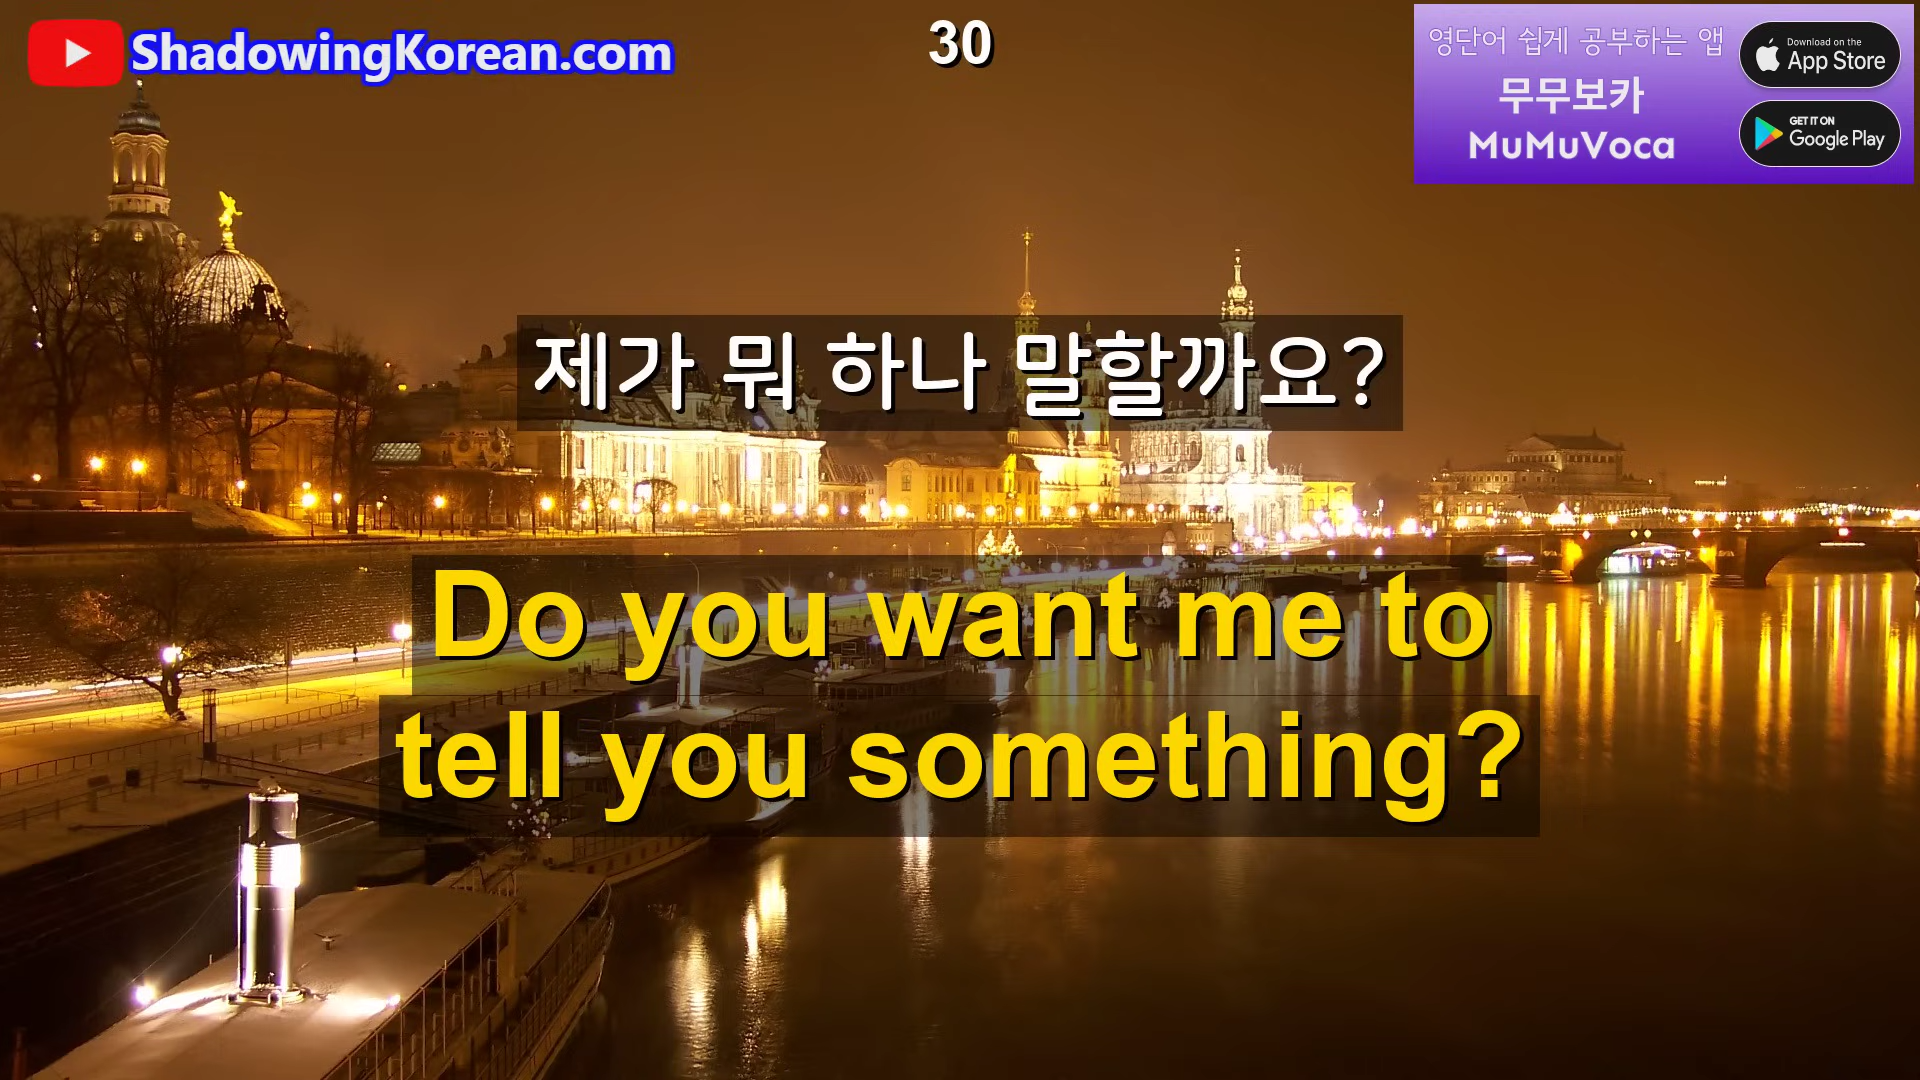 ShadowingKorean.com
30
영단어 쉽게 공부하는 앱
무무보카
MuMuVoca
Download on the
App Store
GET IT ON
Google Play
제가 뭐 하나 말할까요?
Do you want me to
tell you something?